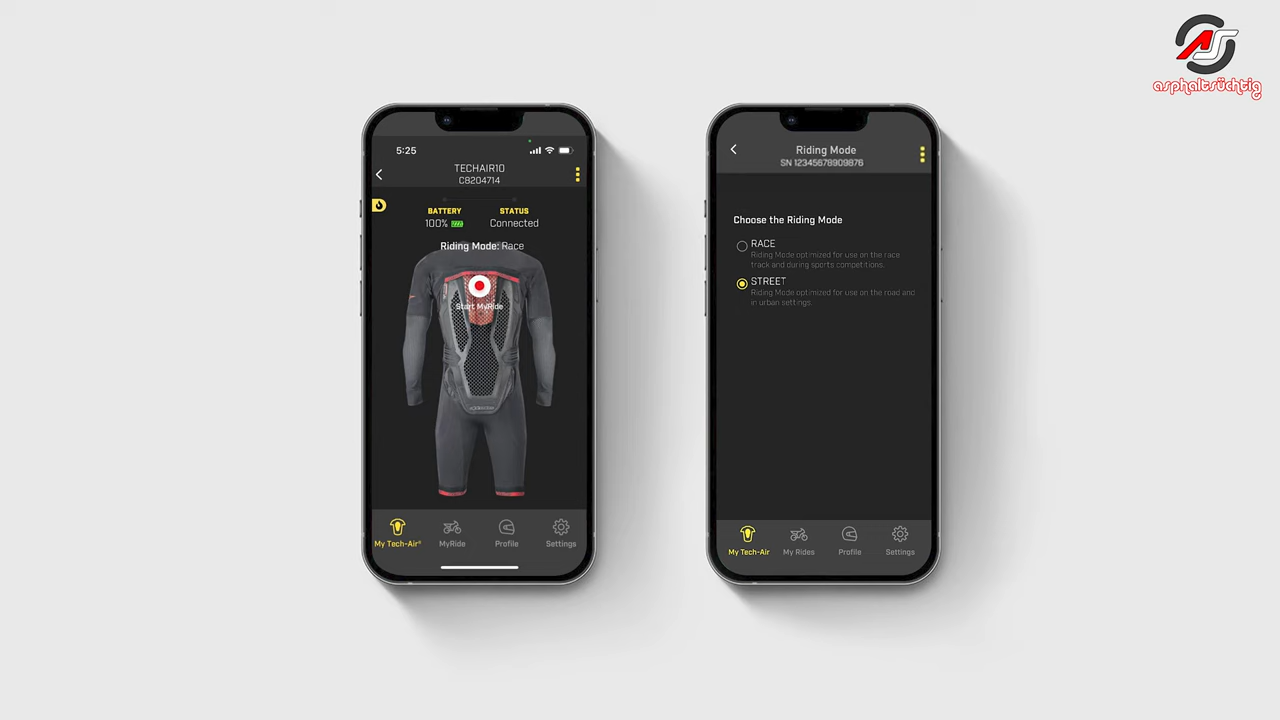 AS
asphaltsüchtig
5:25
TECHAIR10
C8204714
BATTERY
STATUS
100%
Connected
Riding Mode: Race
Start MyRide
My Tech-Air®
MyRide
Profile
Settings
Riding Mode
SN 12345678909876
Choose the Riding Mode
RACE
Riding Mode optimized for use on the race
track and during sports competitions.
STREET
Riding Mode optimized for use on the road and
in urban settings
My Tech-Air
My Rides
Profile
Settings